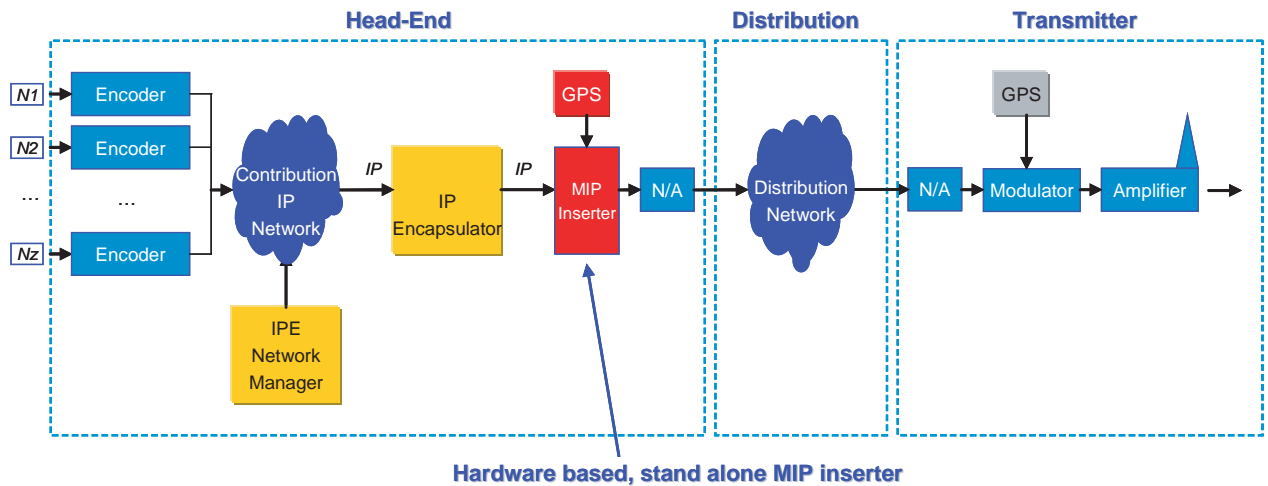 Head-End
Distribution
Transmitter
N1
Encoder
GPS
GPS
N2
Encoder
Contribution
IP
Network
IP
IP
Encapsulator
IP
MIP
Inserter
N/A
Distribution
Network
N/A
Modulator
Amplifier
...
...
Nz
Encoder
IPE
Network
Manager
Hardware based, stand alone MIP inserter